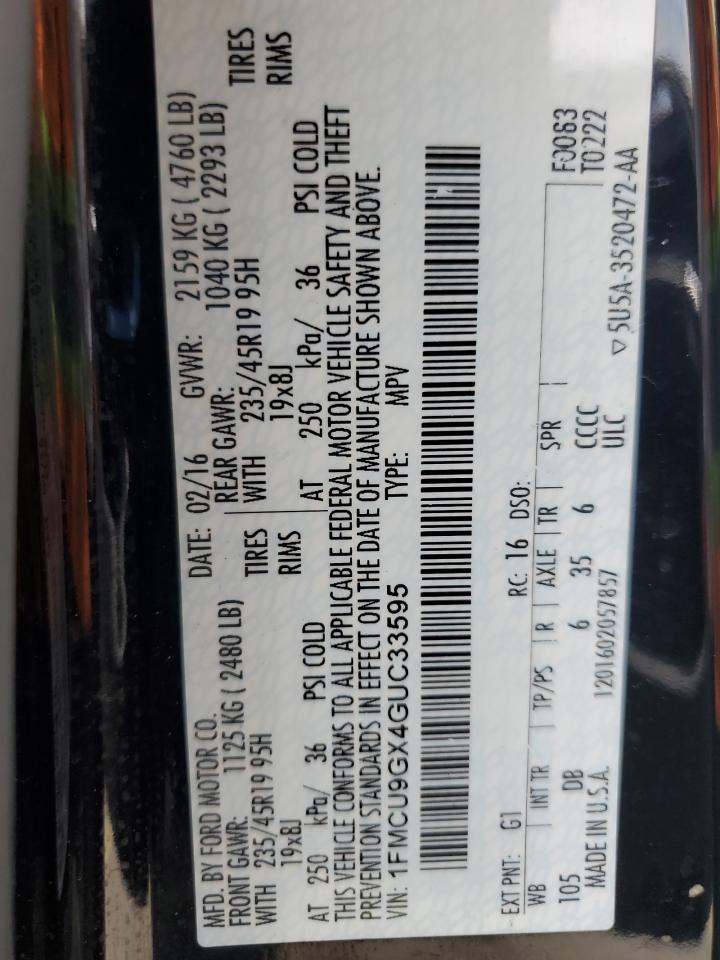 MFD. BY FORD MOTOR CO.
DATE: 02/16 GVWR: 2159 KG ( 4760 LB)
FRONT GAWR: 1125 KG ( 2480 LB) REAR GAWR: 1040 KG ( 2293 LB)
WITH 235/45R19 95H TIRES WITH 235/45R19 95H TIRES
19x8J RIMS 19x8J RIMS
AT 250 kPa/ 36 PSI COLD AT 250 kPa/ 36 PSI COLD
THIS VEHICLE CONFORMS TO ALL APPLICABLE FEDERAL MOTOR VEHICLE SAFETY AND THEFT
PREVENTION STANDARDS IN EFFECT ON THE DATE OF MANUFACTURE SHOWN ABOVE.
VIN: 1FMCU9GX4GUC33595 TYPE: MPV
EXT PNT: G1 RC: 16 DSO:
WB INT TR TP/PS R AXLE TR SPR F0063
105 DB 6 35 6 CCCC T0222
MADE IN U.S.A. 1201602057857 ULC ▽5U5A-3520472-AA